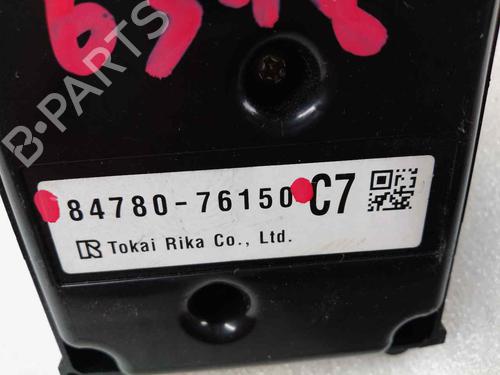 B-PARTS
84780-76150 C7
Tokai Rika Co., Ltd.